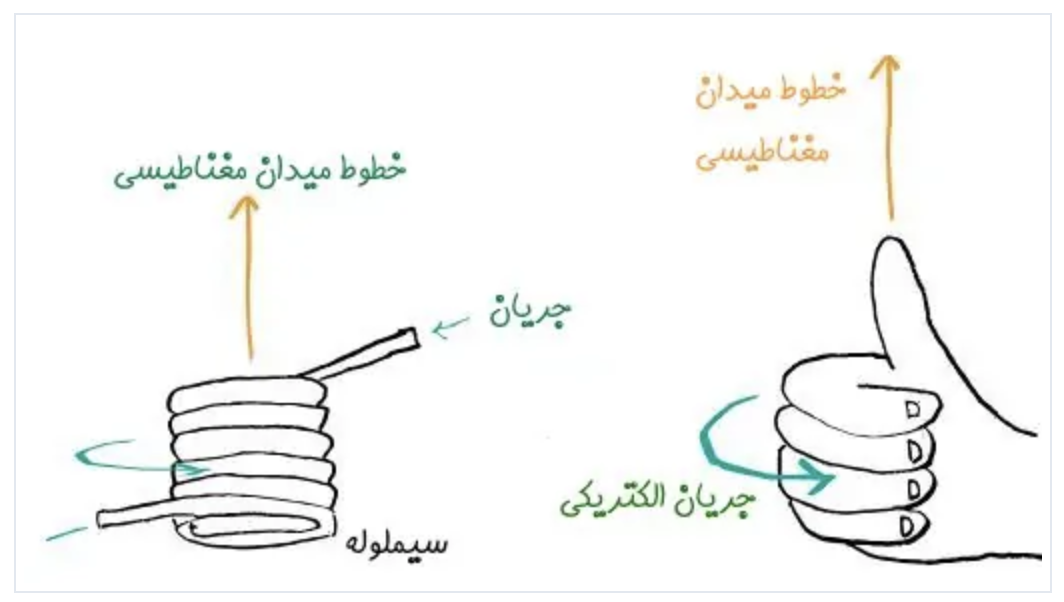 خطوط میدان
مغناطیسی
خطوط میدان مغناطیسی
جریان
جریان الکتریکی
سیملوله